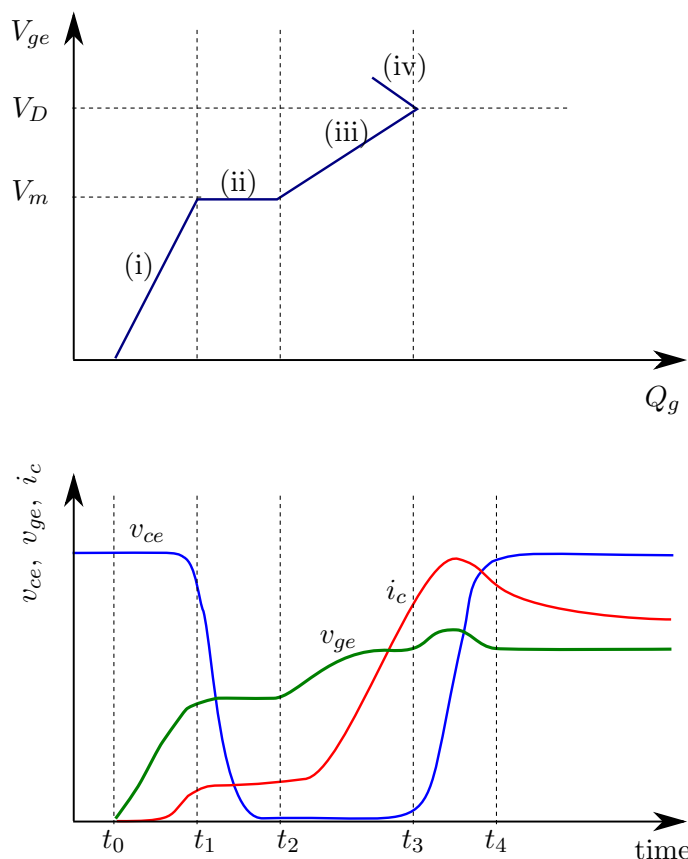 V_ge
(iv)
V_D
(iii)
V_m
(ii)
(i)
Q_g
v_ce, v_ge, i_c
v_ce
i_c
v_ge
t_0 t_1 t_2 t_3 t_4
time